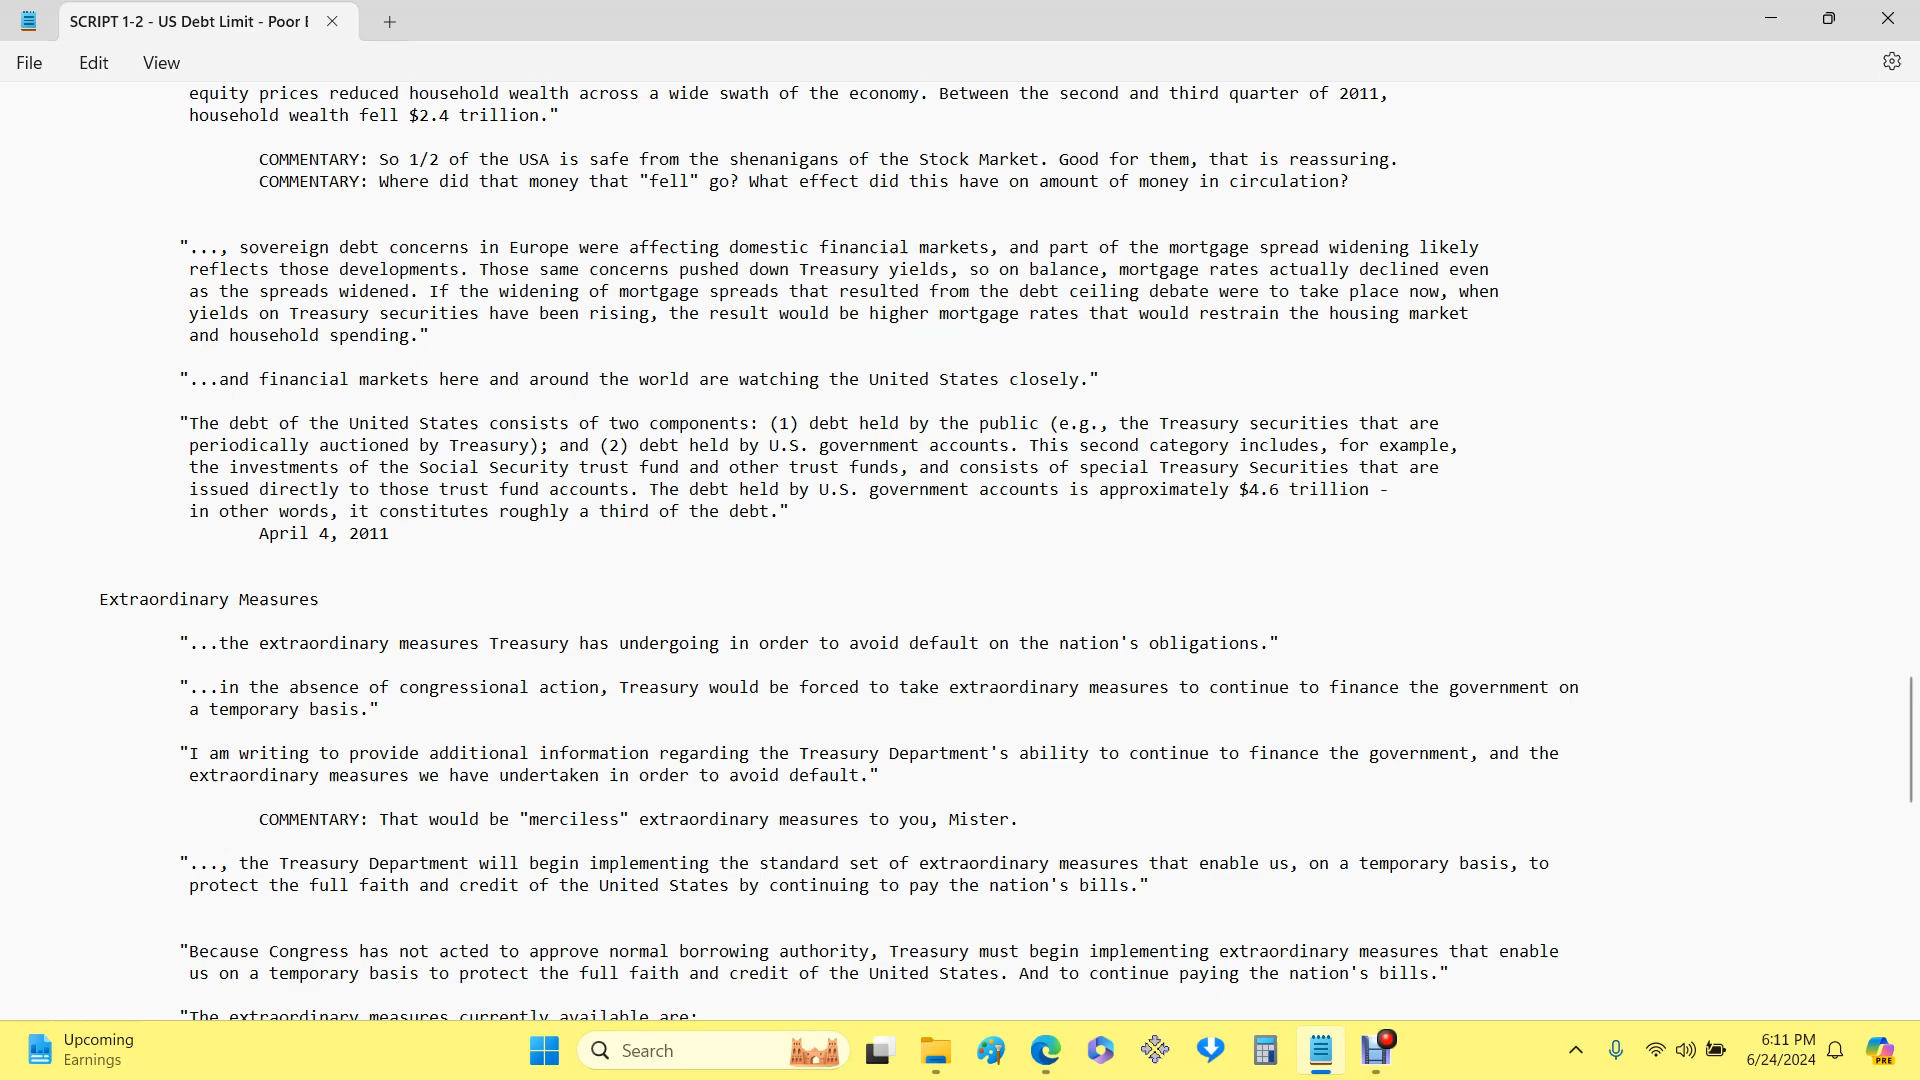 SCRIPT 1-2 - US Debt Limit - Poor
File Edit View
equity prices reduced household wealth across a wide swath of the economy. Between the second and third quarter of 2011,
household wealth fell $2.4 trillion."
COMMENTARY: So 1/2 of the USA is safe from the shenanigans of the Stock Market. Good for them, that is reassuring.
COMMENTARY: Where did that money that "fell" go? What effect did this have on amount of money in circulation?
"..., sovereign debt concerns in Europe were affecting domestic financial markets, and part of the mortgage spread widening likely
reflects those developments. Those same concerns pushed down Treasury yields, so on balance, mortgage rates actually declined even
as the spreads widened. If the widening of mortgage spreads that resulted from the debt ceiling debate were to take place now, when
yields on Treasury securities have been rising, the result would be higher mortgage rates that would restrain the housing market
and household spending."
"...and financial markets here and around the world are watching the United States closely."
"The debt of the United States consists of two components: (1) debt held by the public (e.g., the Treasury securities that are
periodically auctioned by Treasury); and (2) debt held by U.S. government accounts. This second category includes, for example,
the investments of the Social Security trust fund and other trust funds, and consists of special Treasury Securities that are
issued directly to those trust fund accounts. The debt held by U.S. government accounts is approximately $4.6 trillion -
in other words, it constitutes roughly a third of the debt."
April 4, 2011
Extraordinary Measures
"...the extraordinary measures Treasury has undergoing in order to avoid default on the nation's obligations."
"...in the absence of congressional action, Treasury would be forced to take extraordinary measures to continue to finance the government on
a temporary basis."
"I am writing to provide additional information regarding the Treasury Department's ability to continue to finance the government, and the
extraordinary measures we have undertaken in order to avoid default."
COMMENTARY: That would be "merciless" extraordinary measures to you, Mister.
"..., the Treasury Department will begin implementing the standard set of extraordinary measures that enable us, on a temporary basis, to
protect the full faith and credit of the United States by continuing to pay the nation's bills."
"Because Congress has not acted to approve normal borrowing authority, Treasury must begin implementing extraordinary measures that enable
us on a temporary basis to protect the full faith and credit of the United States. And to continue paying the nation's bills."
"The extraordinary measures currently available are:
Upcoming
Earnings
Search
6:11 PM
6/24/2024
PRE